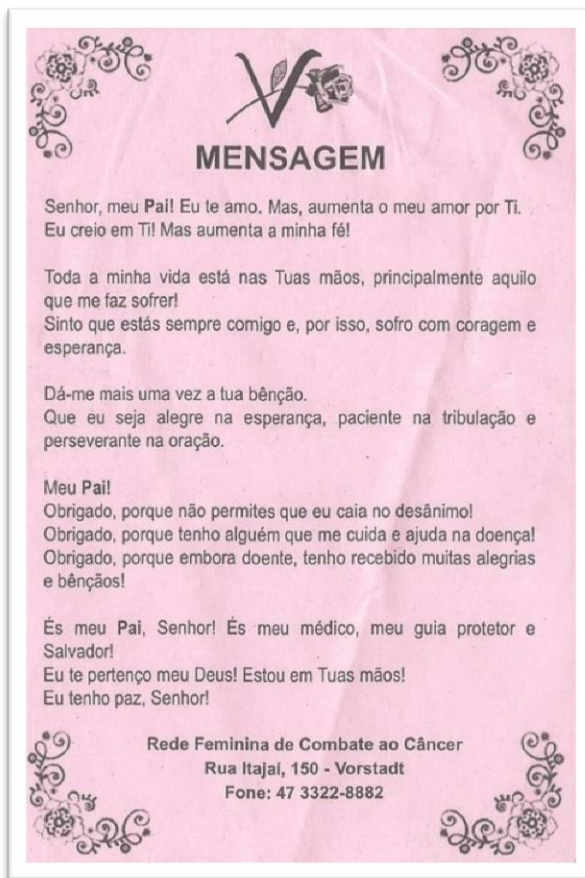 MENSAGEM
Senhor, meu Pai! Eu te amo. Mas, aumenta o meu amor por Ti.
Eu creio em Ti! Mas aumenta a minha fé!
Toda a minha vida está nas Tuas mãos, principalmente aquilo
que me faz sofrer!
Sinto que estás sempre comigo e, por isso, sofro com coragem e
esperança.
Dá-me mais uma vez a tua bênção.
Que eu seja alegre na esperança, paciente na tribulação e
perseverante na oração.
Meu Pai!
Obrigado, porque não permites que eu caia no desânimo!
Obrigado, porque tenho alguém que me cuida e ajuda na doença!
Obrigado, porque embora doente, tenho recebido muitas alegrias
e bênçãos!
És meu Pai, Senhor! És meu médico, meu guia protetor e
Salvador!
Eu te pertenço meu Deus! Estou em Tuas mãos!
Eu tenho paz, Senhor!
Rede Feminina de Combate ao Câncer
Rua Itajaí, 150 - Vorstadt
Fone: 47 3322-8882